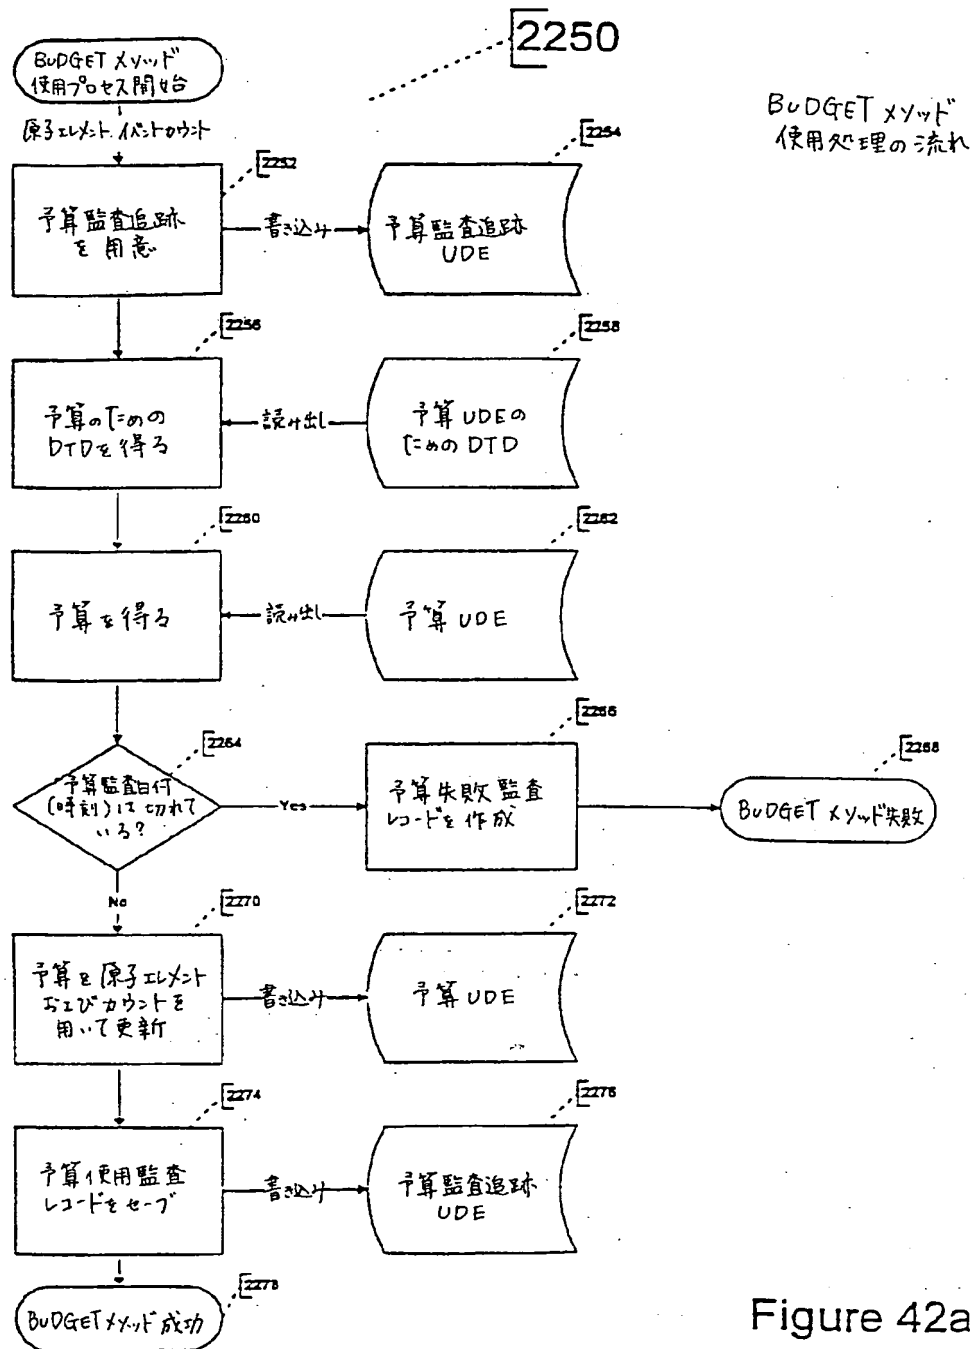 2250
BUDGET メソッド
使用プロセス開始
BUDGET メソッド
使用処理の流れ
原子エレメント、イベントカウント
2252
2254
予算監査追跡
を用意
書き込み
予算監査追跡
UDE
2256
2258
予算のための
DTDを得る
読み出し
予算 UDEの
ためのDTD
2260
2262
予算を得る
読み出し
予算 UDE
2264
2266
2268
予算監査日付
(時刻)は切れて
いる?
Yes
予算失敗監査
レコードを作成
BUDGET メソッド失敗
No
2270
2272
予算を原子エレメント
およびカウントを
用いて更新
書き込み
予算 UDE
2274
2276
予算使用監査
レコードをセーブ
書き込み
予算監査追跡
UDE
2278
BUDGETメソッド成功
Figure 42a